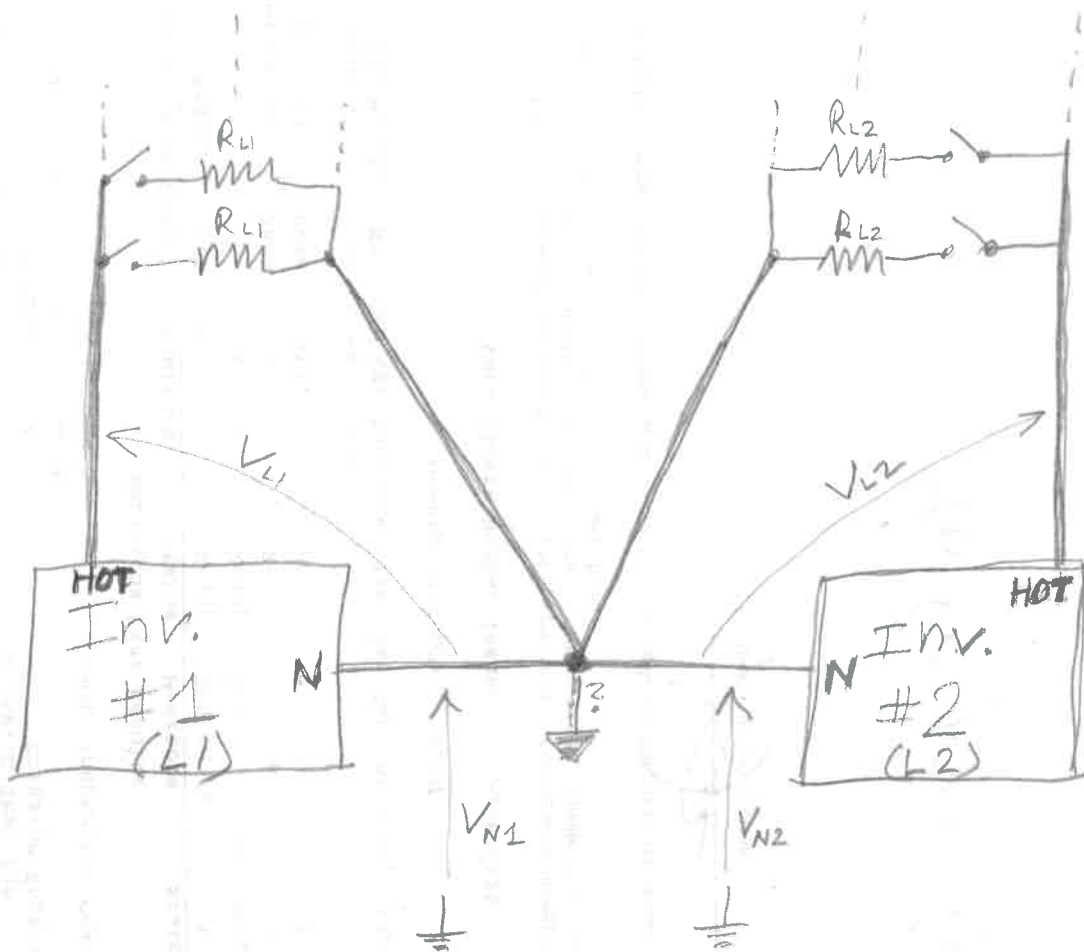 RL1
RL2
RL1
RL2
VL1
VL2
HOT
HOT
Inv.
#1
(L1)
N
?
N
Inv.
#2
(L2)
VN1
VN2